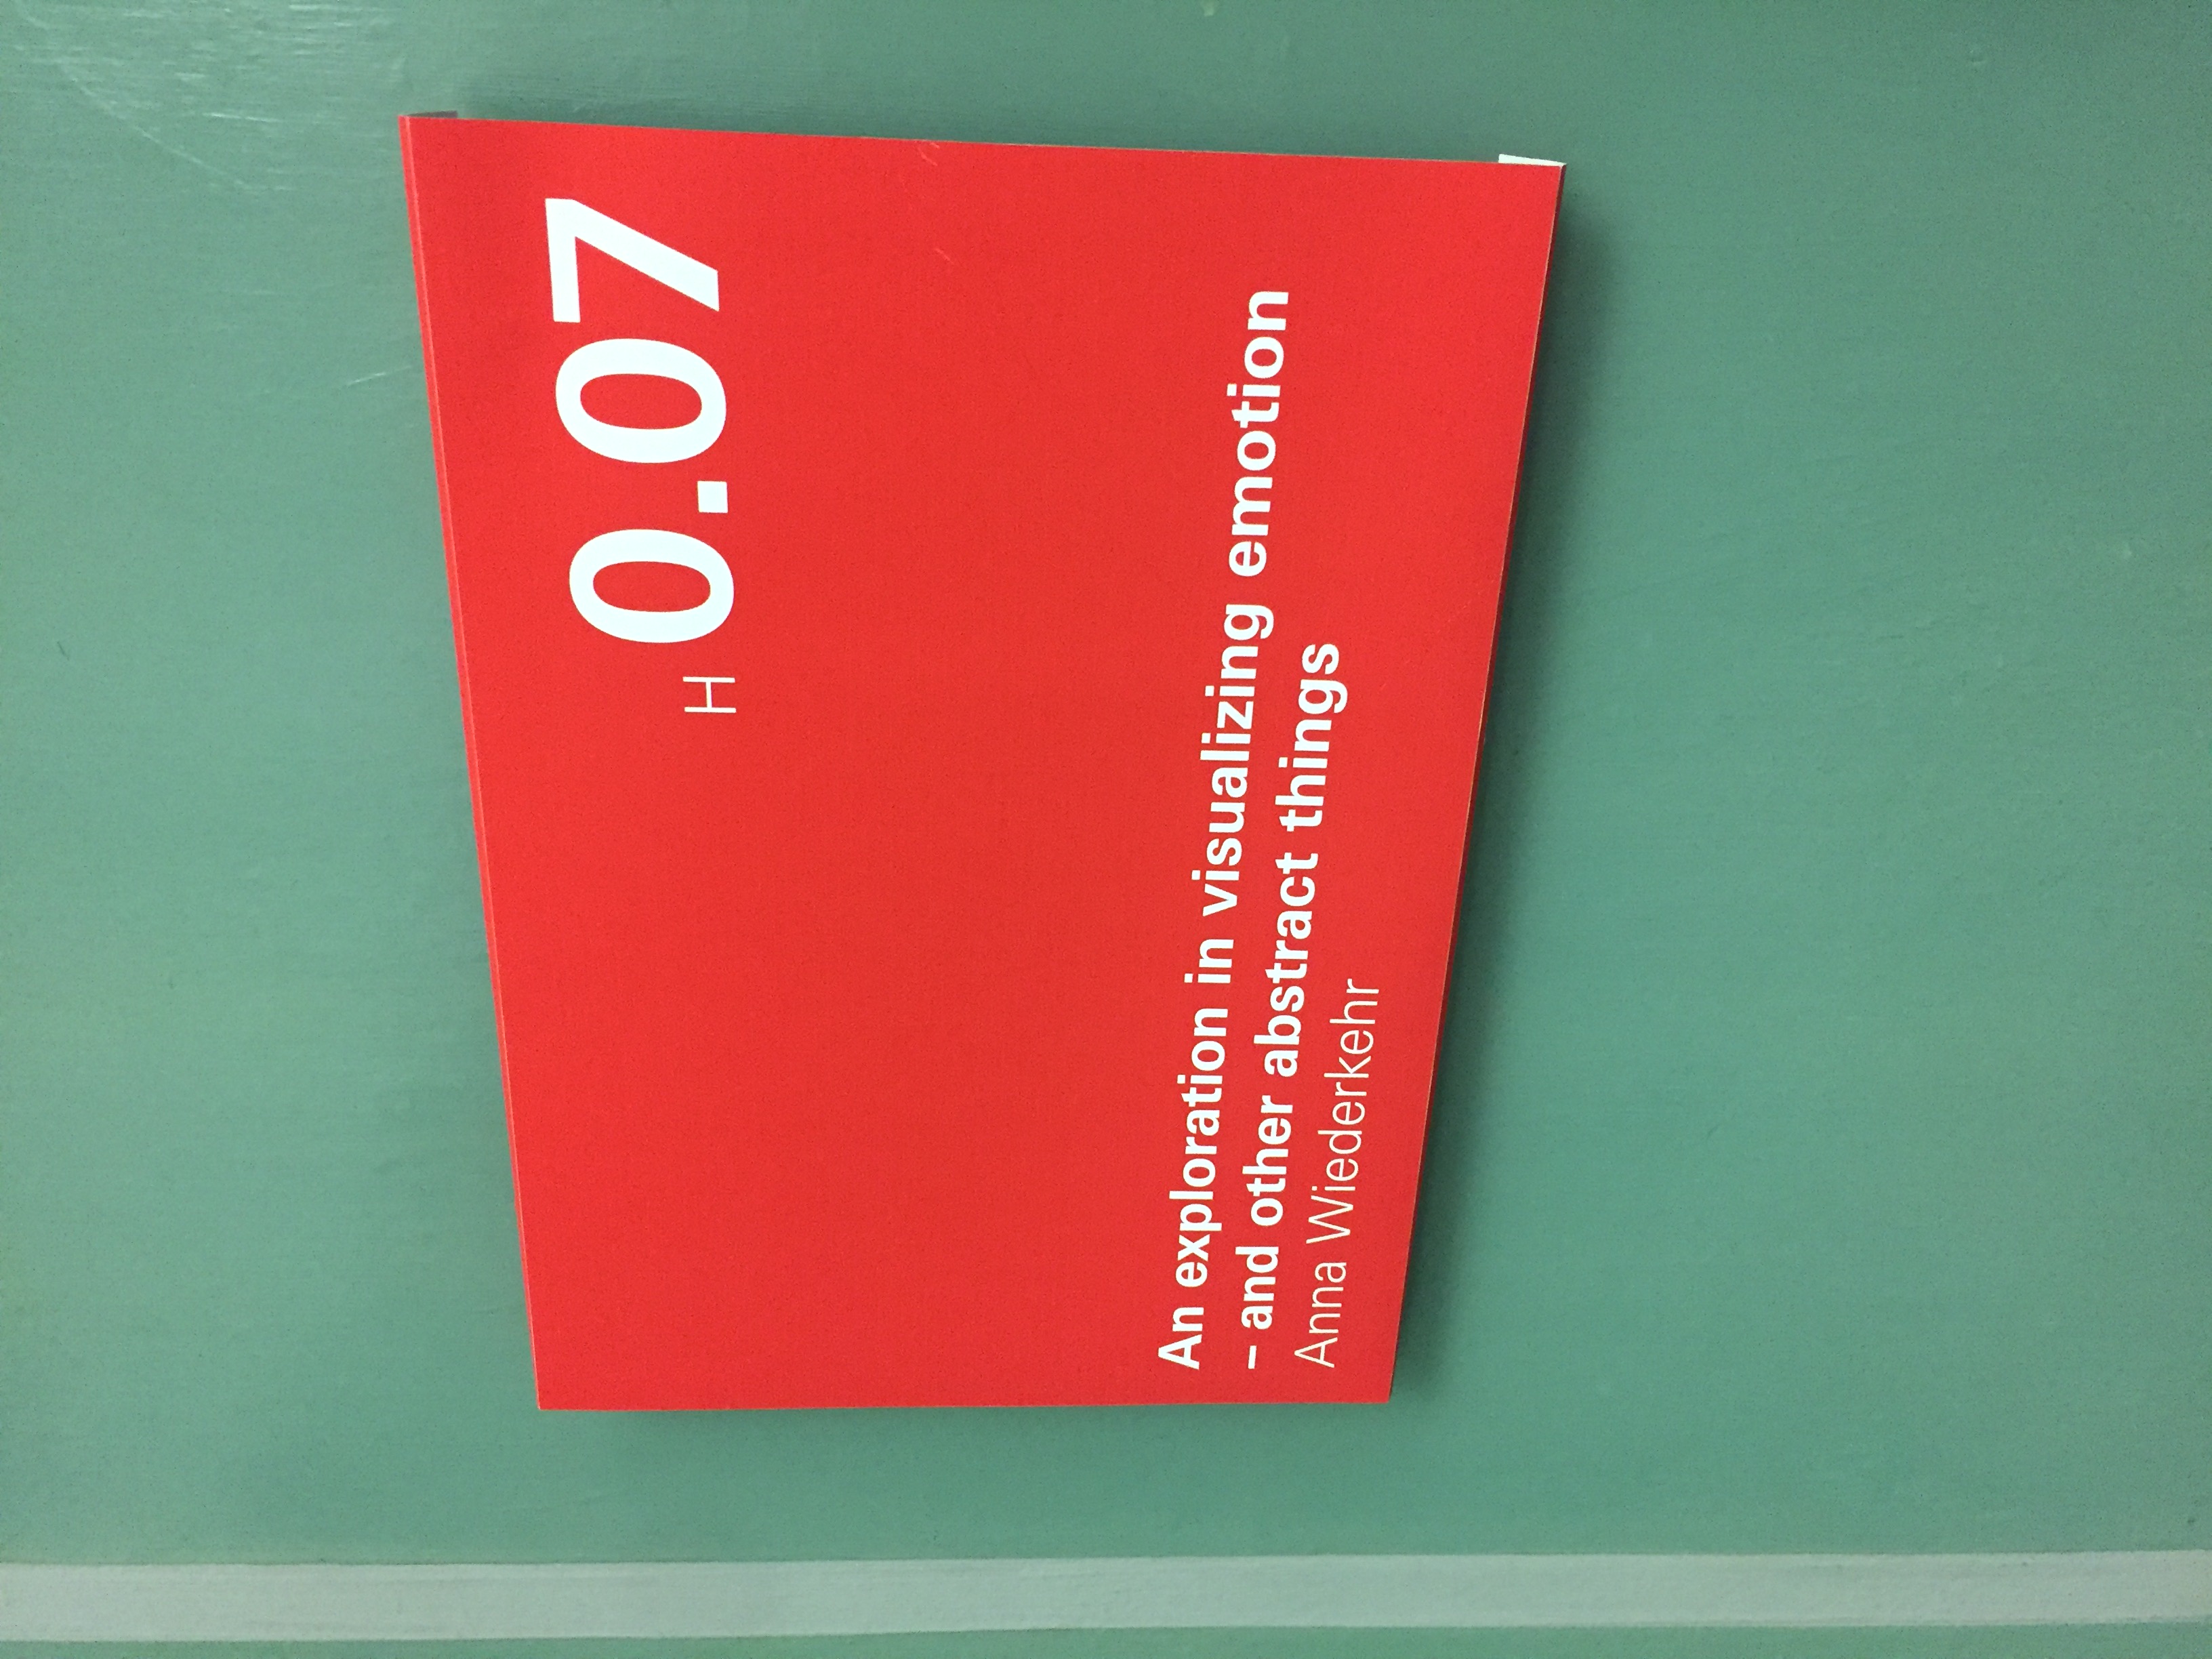 H 0.07
An exploration in visualizing emotion
– and other abstract things
Anna Wiederkehr